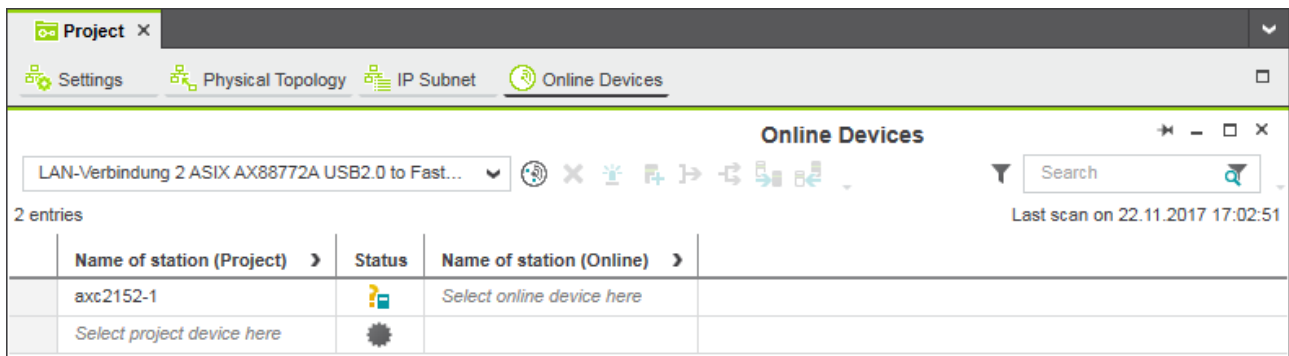 Project
Settings Physical Topology IP Subnet Online Devices
Online Devices
LAN-Verbindung 2 ASIX AX88772A USB2.0 to Fast... Search
2 entries Last scan on 22.11.2017 17:02:51
Name of station (Project) Status Name of station (Online)
axc2152-1 Select online device here
Select project device here